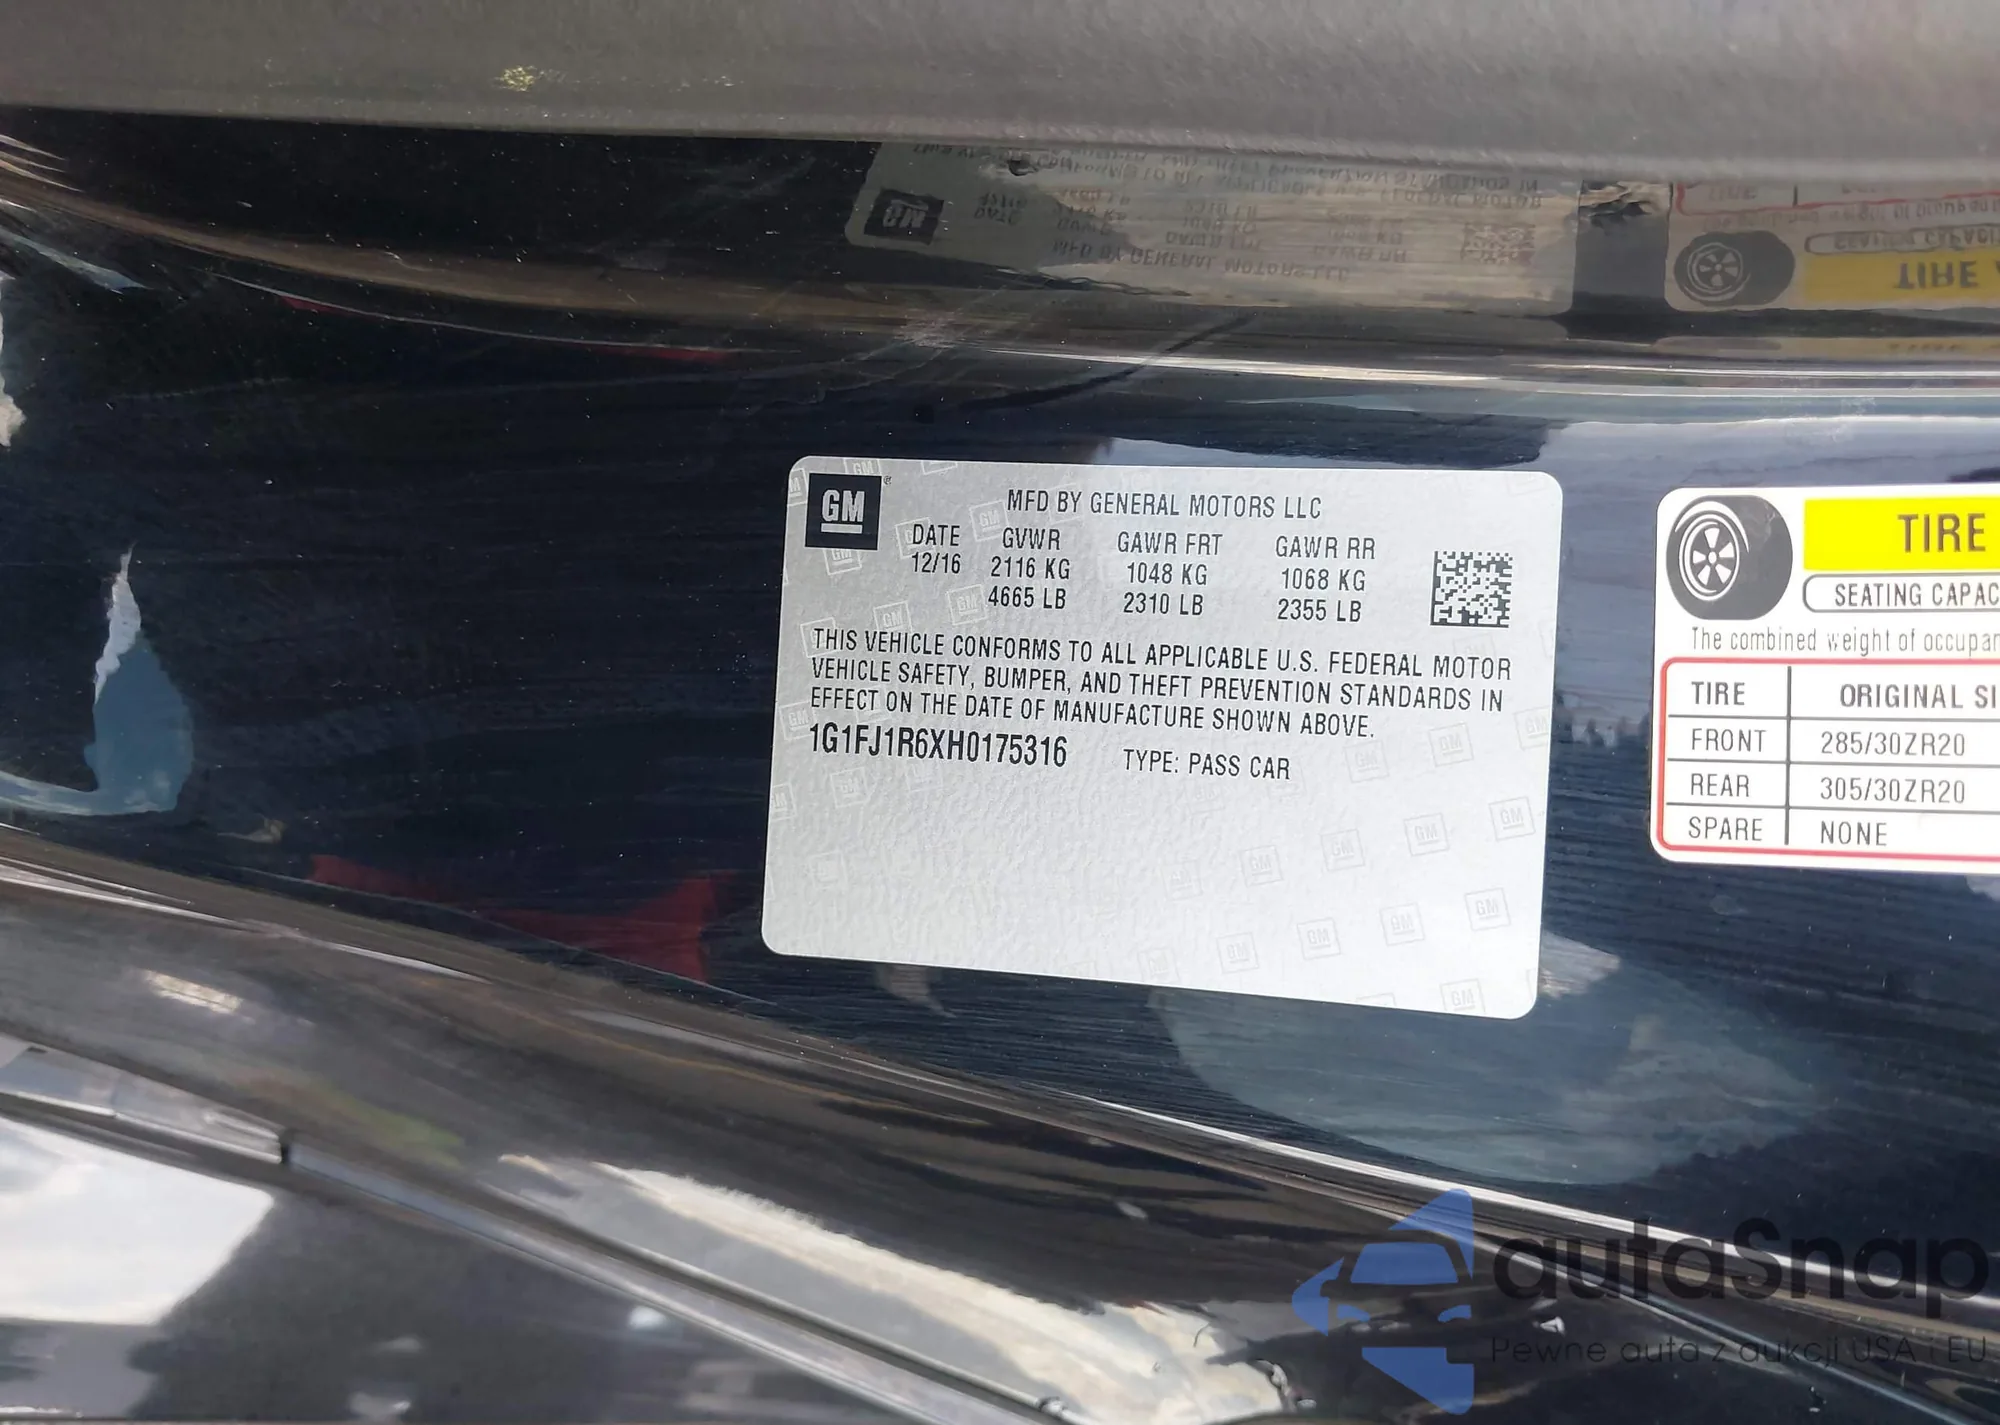 GM
MFD BY GENERAL MOTORS LLC
DATE GVWR GAWR FRT GAWR RR
12/16 2116 KG 1048 KG 1068 KG
4665 LB 2310 LB 2355 LB
THIS VEHICLE CONFORMS TO ALL APPLICABLE U.S. FEDERAL MOTOR
VEHICLE SAFETY, BUMPER, AND THEFT PREVENTION STANDARDS IN
EFFECT ON THE DATE OF MANUFACTURE SHOWN ABOVE.
1G1FJ1R6XH0175316 TYPE: PASS CAR
TIRE
SEATING CAPAC
The combined weight of occupan
TIRE ORIGINAL SI
FRONT 285/30ZR20
REAR 305/30ZR20
SPARE NONE
autaSnap
Pewne auta z aukcji USA i EU